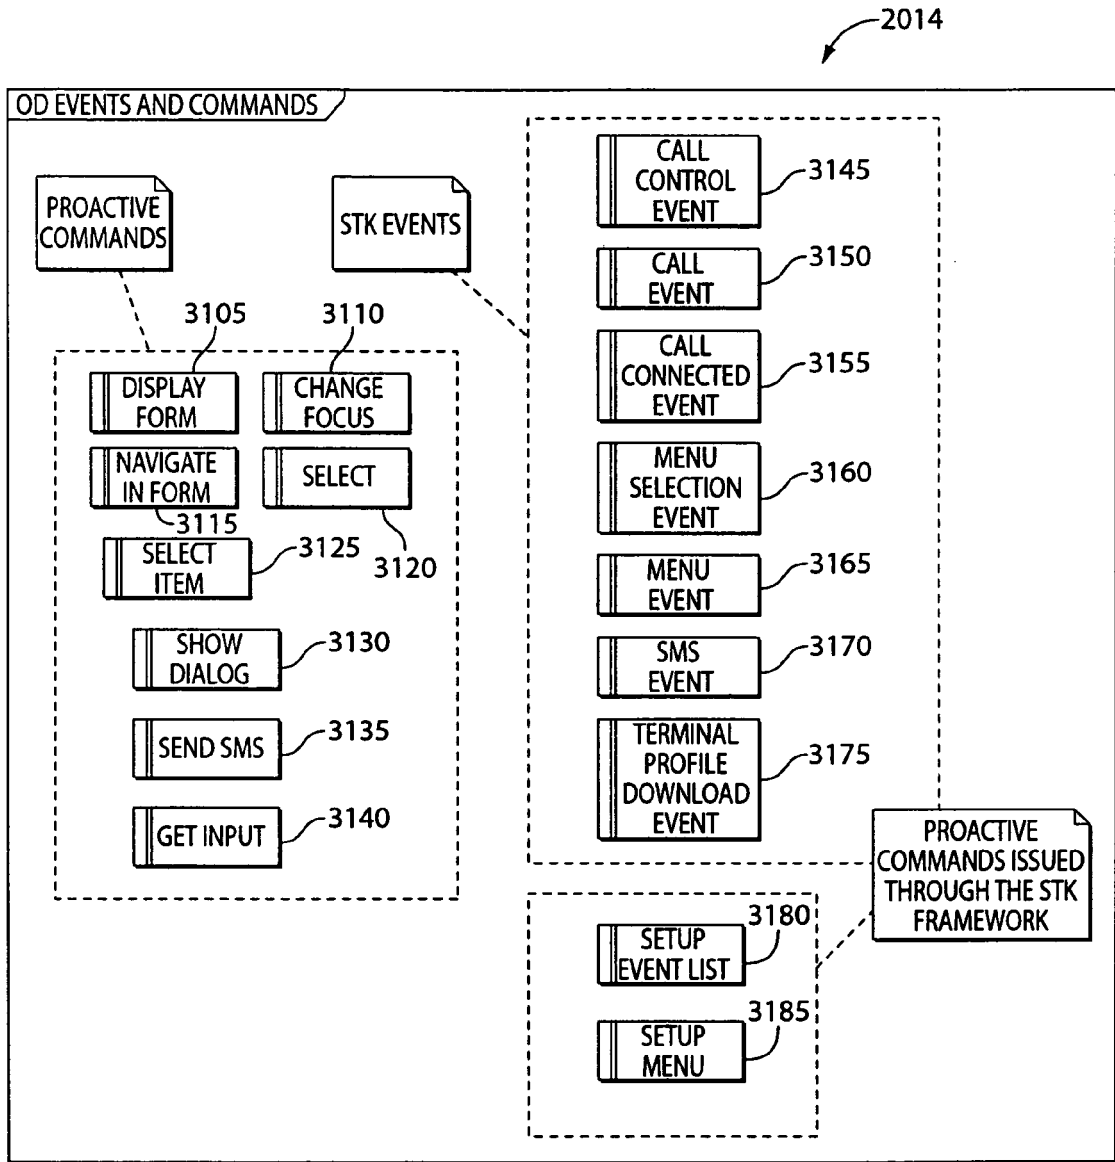 2014
OD EVENTS AND COMMANDS
PROACTIVE
COMMANDS
STK EVENTS
3105
3110
DISPLAY
FORM
CHANGE
FOCUS
NAVIGATE
IN FORM
SELECT
3115
3120
SELECT
ITEM
3125
SHOW
DIALOG
3130
SEND SMS
3135
GET INPUT
3140
CALL
CONTROL
EVENT
3145
CALL
EVENT
3150
CALL
CONNECTED
EVENT
3155
MENU
SELECTION
EVENT
3160
MENU
EVENT
3165
SMS
EVENT
3170
TERMINAL
PROFILE
DOWNLOAD
EVENT
3175
PROACTIVE
COMMANDS ISSUED
THROUGH THE STK
FRAMEWORK
3180
SETUP
EVENT LIST
3185
SETUP
MENU